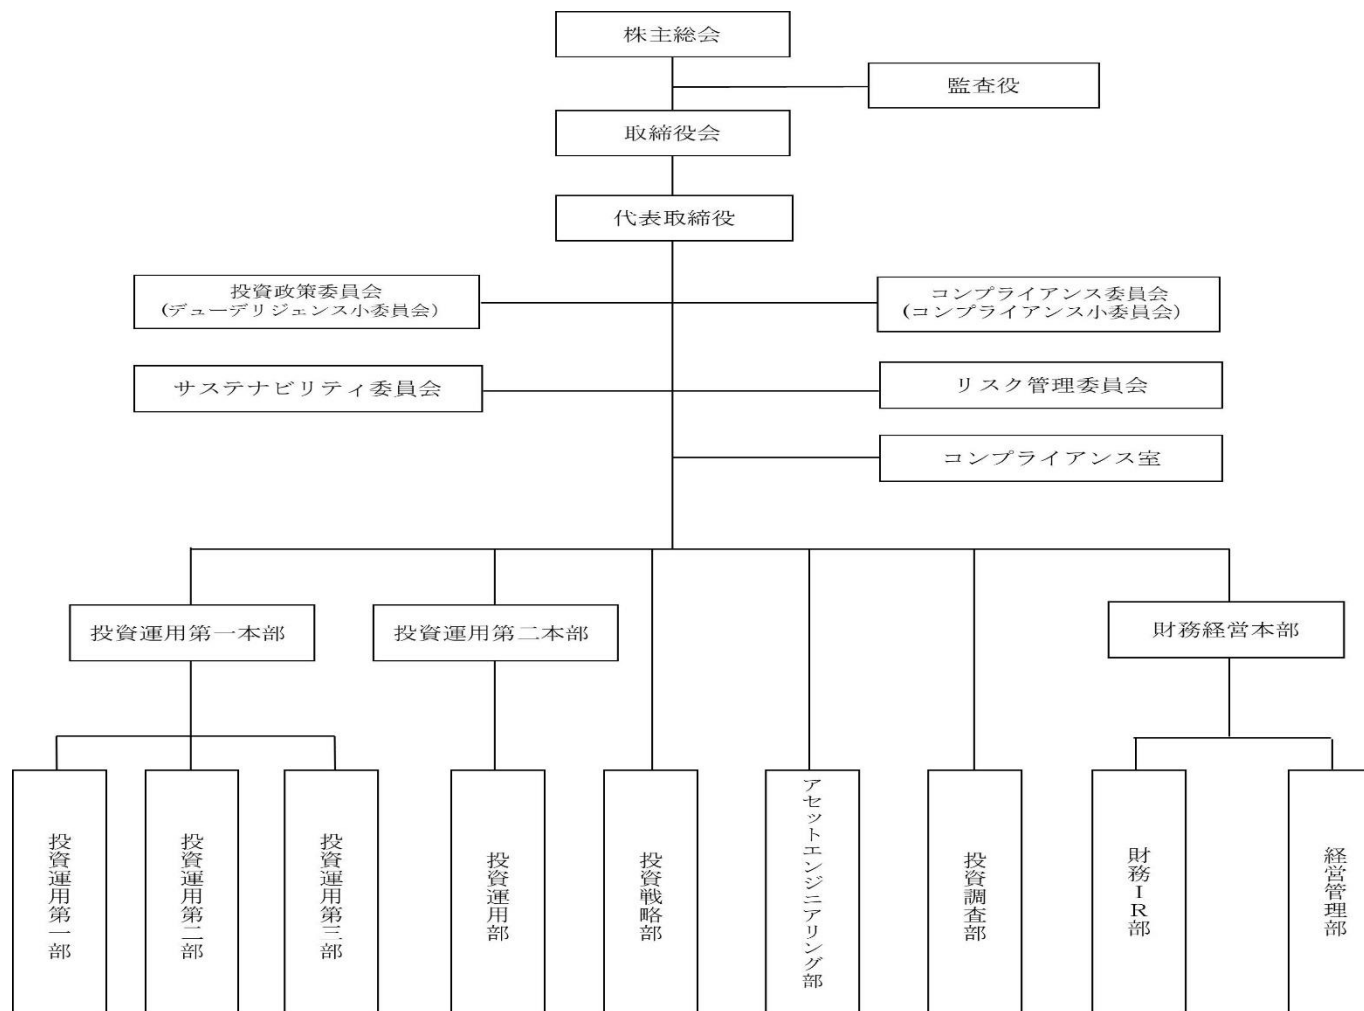 株主総会
監査役
取締役会
代表取締役
投資政策委員会
(デューデリジェンス小委員会)
コンプライアンス委員会
(コンプライアンス小委員会)
サステナビリティ委員会
リスク管理委員会
コンプライアンス室
投資運用第一本部
投資運用第二本部
財務経営本部
投資運用第一部
投資運用第二部
投資運用第三部
投資運用部
投資戦略部
アセットエンジニアリング部
投資調査部
財務IR部
経営管理部